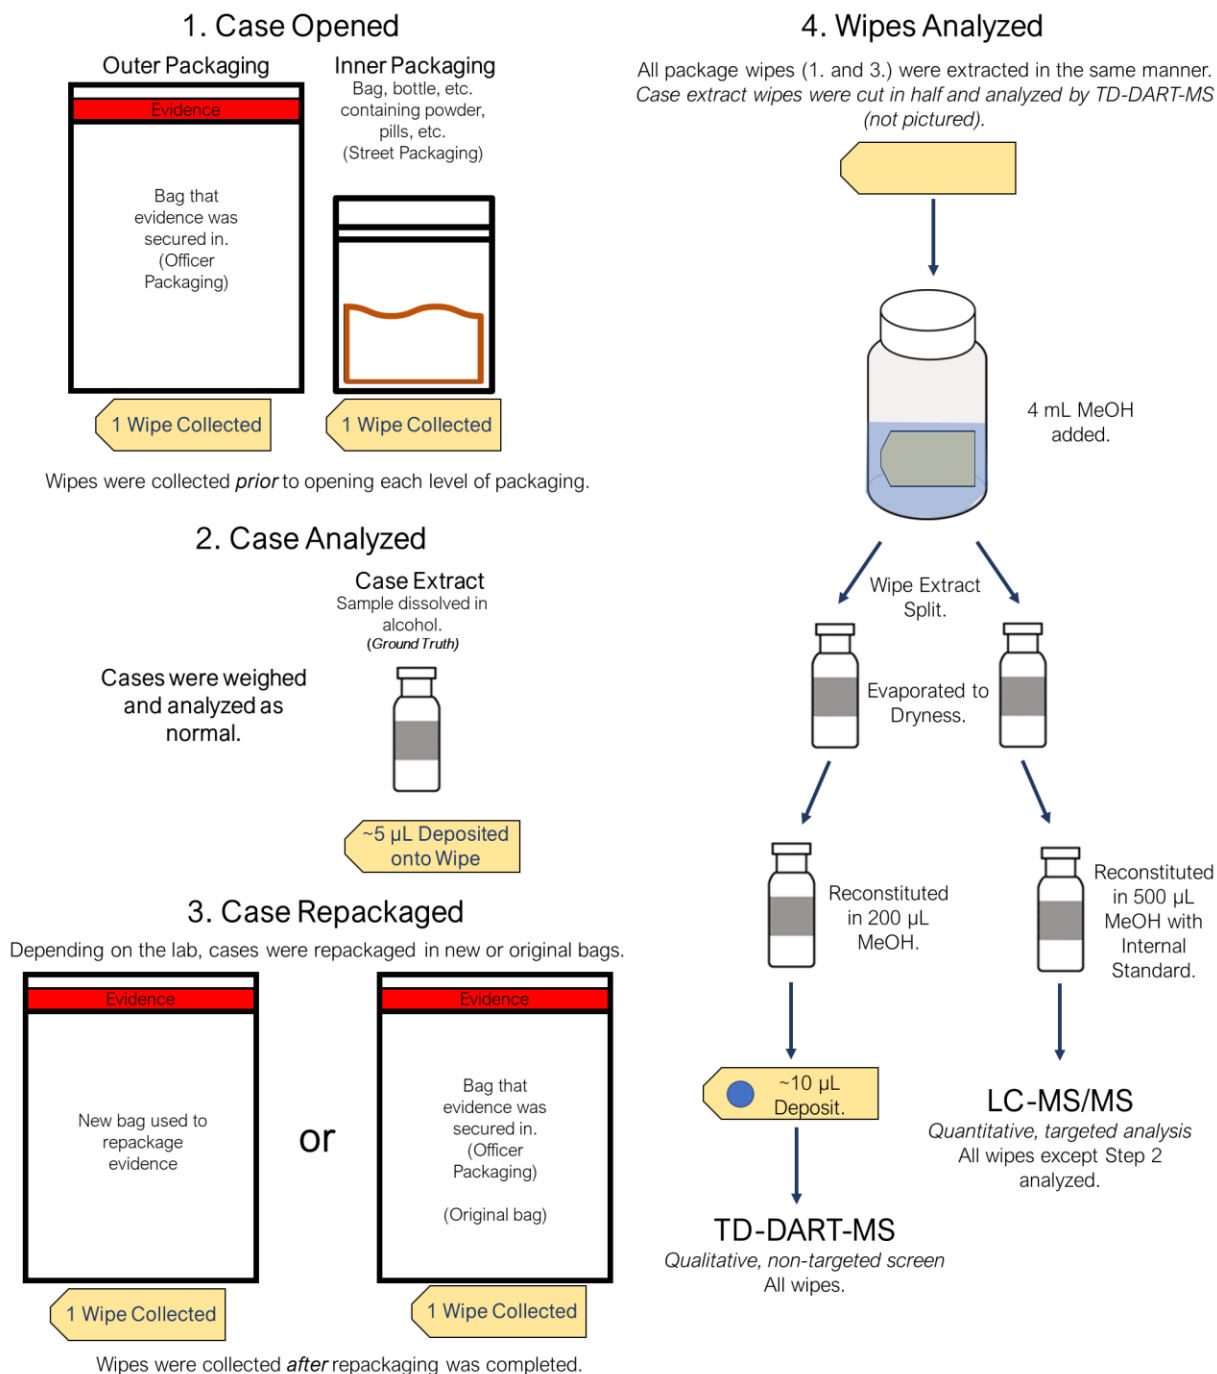 1. Case Opened
Outer Packaging
Evidence
Bag that
evidence was
secured in.
(Officer
Packaging)
1 Wipe Collected
Inner Packaging
Bag, bottle, etc.
containing powder,
pills, etc.
(Street Packaging)
1 Wipe Collected
Wipes were collected prior to opening each level of packaging.
2. Case Analyzed
Cases were weighed
and analyzed as
normal.
Case Extract
Sample dissolved in
alcohol.
(Ground Truth)
~5 µL Deposited
onto Wipe
3. Case Repackaged
Depending on the lab, cases were repackaged in new or original bags.
Evidence
New bag used to
repackage
evidence
1 Wipe Collected
or
Evidence
Bag that
evidence was
secured in.
(Officer
Packaging)
(Original bag)
1 Wipe Collected
Wipes were collected after repackaging was completed.
4. Wipes Analyzed
All package wipes (1. and 3.) were extracted in the same manner.
Case extract wipes were cut in half and analyzed by TD-DART-MS
(not pictured).
4 mL MeOH
added.
Wipe Extract
Split.
Evaporated to
Dryness.
Reconstituted
in 200 µL
MeOH.
Reconstituted
in 500 µL
MeOH with
Internal
Standard.
~10 µL
Deposit.
TD-DART-MS
Qualitative, non-targeted screen
All wipes.
LC-MS/MS
Quantitative, targeted analysis
All wipes except Step 2
analyzed.